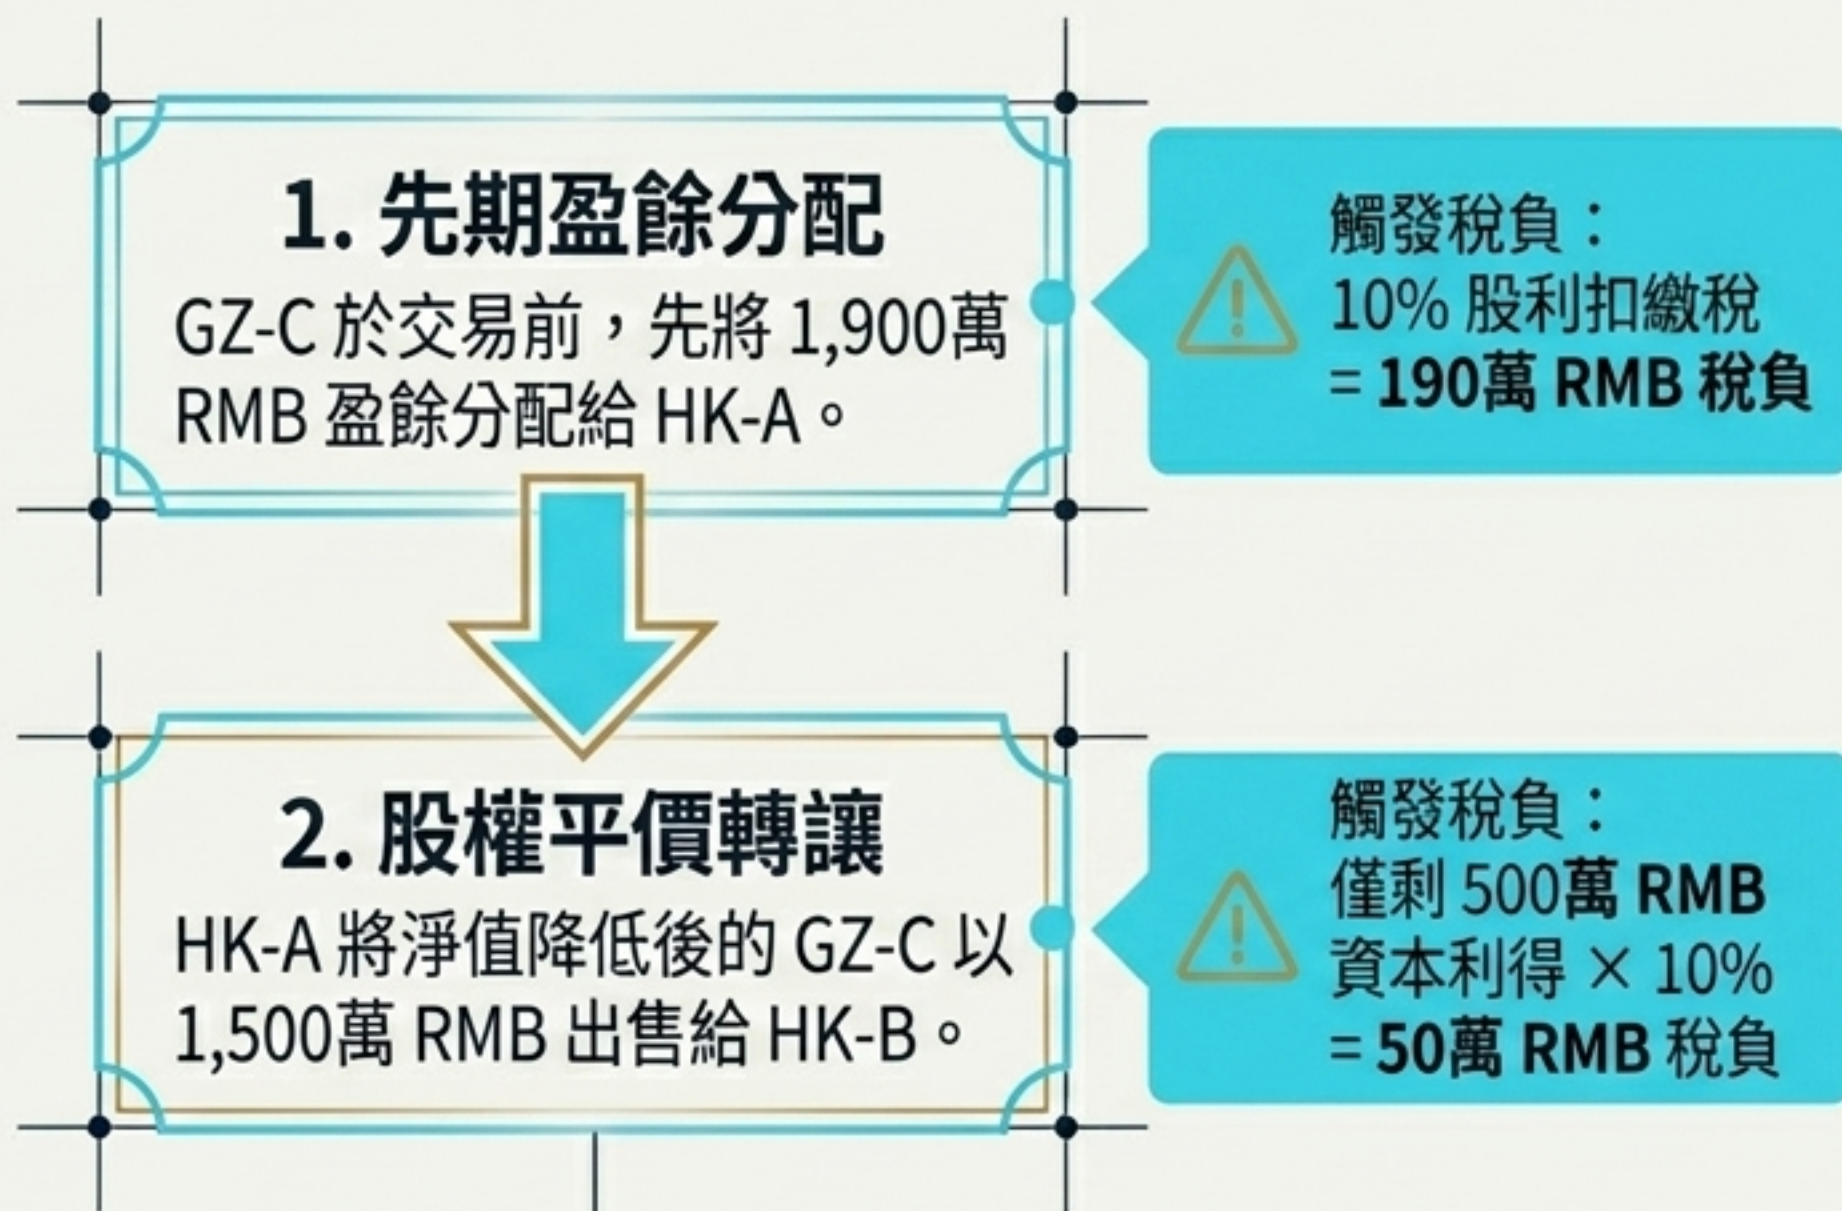 1. 先期盈餘分配
GZ-C 於交易前，先將 1,900萬
RMB 盈餘分配給 HK-A。
觸發稅負：
10% 股利扣繳稅
= 190萬 RMB 稅負
2. 股權平價轉讓
HK-A 將淨值降低後的 GZ-C 以
1,500萬 RMB 出售給 HK-B。
觸發稅負：
僅剩 500萬 RMB
資本利得 × 10%
= 50萬 RMB 稅負